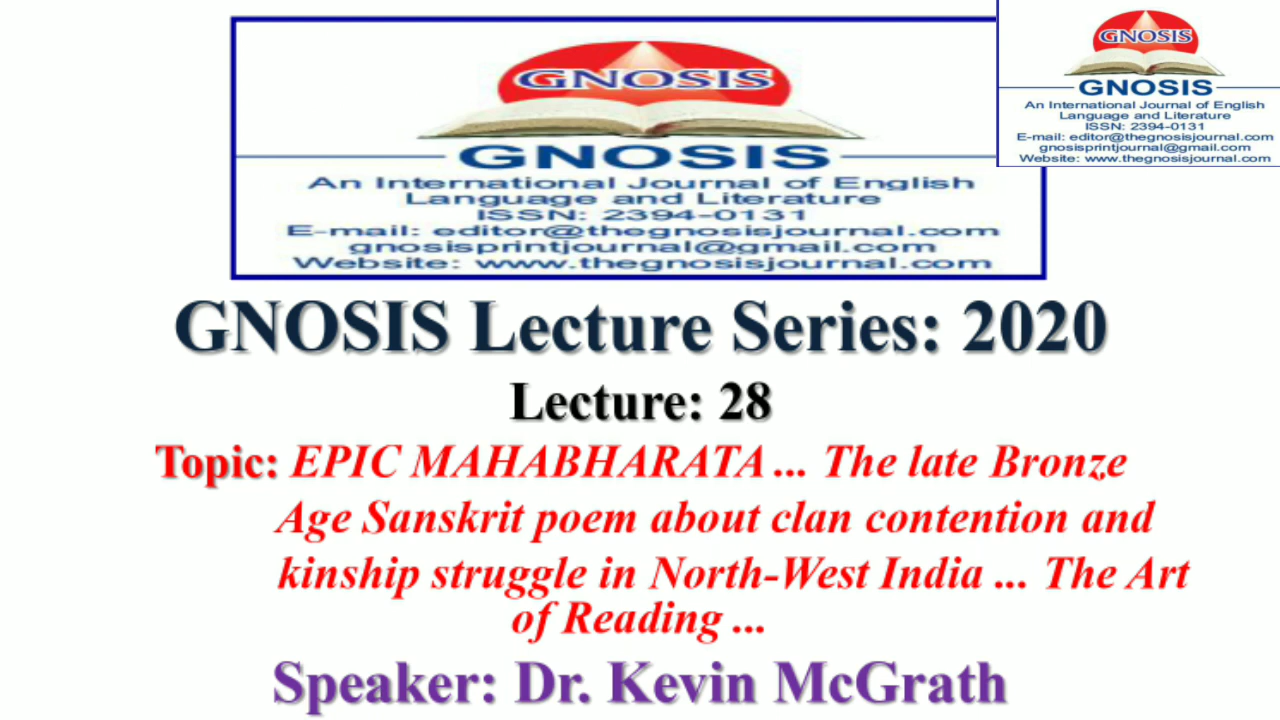 GNOSIS
GNOSIS
An International Journal of English
Language and Literature
ISSN: 2394-0131
E-mail: editor@thegnosisjournal.com
gnosisprintjournal@gmail.com
Website: www.thegnosisjournal.com
GNOSIS
GNOSIS
An International Journal of English
Language and Literature
ISSN: 2394-0131
E-mail: editor@thegnosisjournal.com
gnosisprintjournal@gmail.com
Website: www.thegnosisjournal.com
GNOSIS Lecture Series: 2020
Lecture: 28
Topic: EPIC MAHABHARATA ... The late Bronze
Age Sanskrit poem about clan contention and
kinship struggle in North-West India ... The Art
of Reading ...
Speaker: Dr. Kevin McGrath